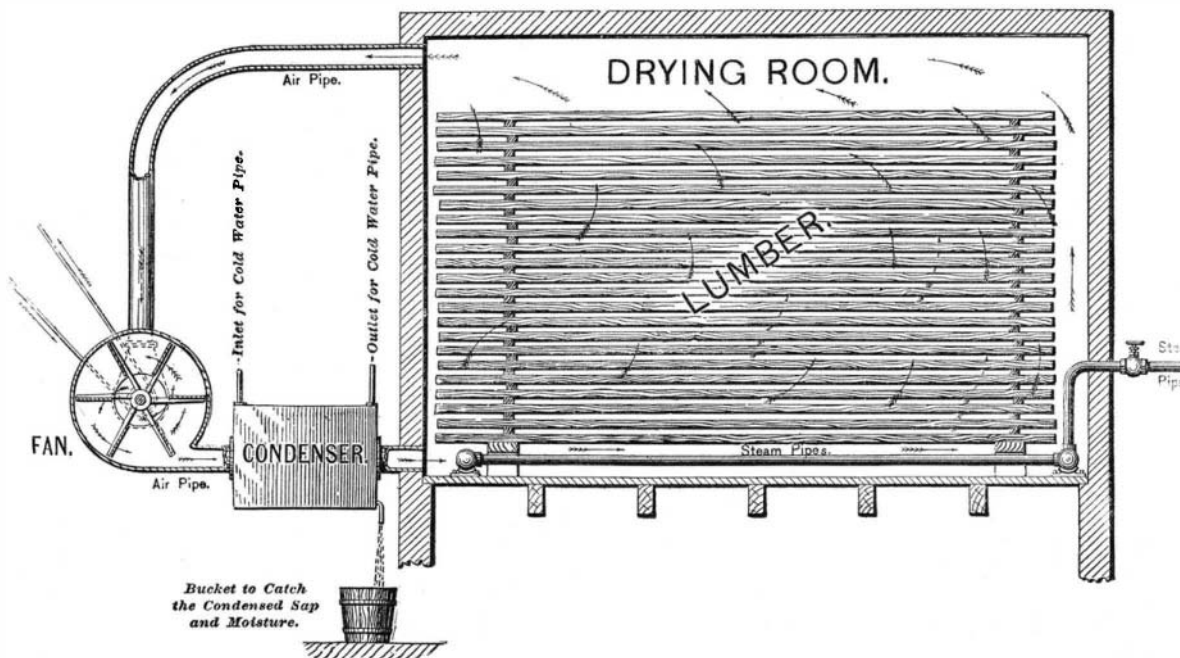 Air Pipe.
DRYING ROOM.
Inlet for Cold Water Pipe.
Outlet for Cold Water Pipe.
LUMBER.
FAN.
CONDENSER.
Steam Pipes.
Air Pipe.
Bucket to Catch
the Condensed Sap
and Moisture.